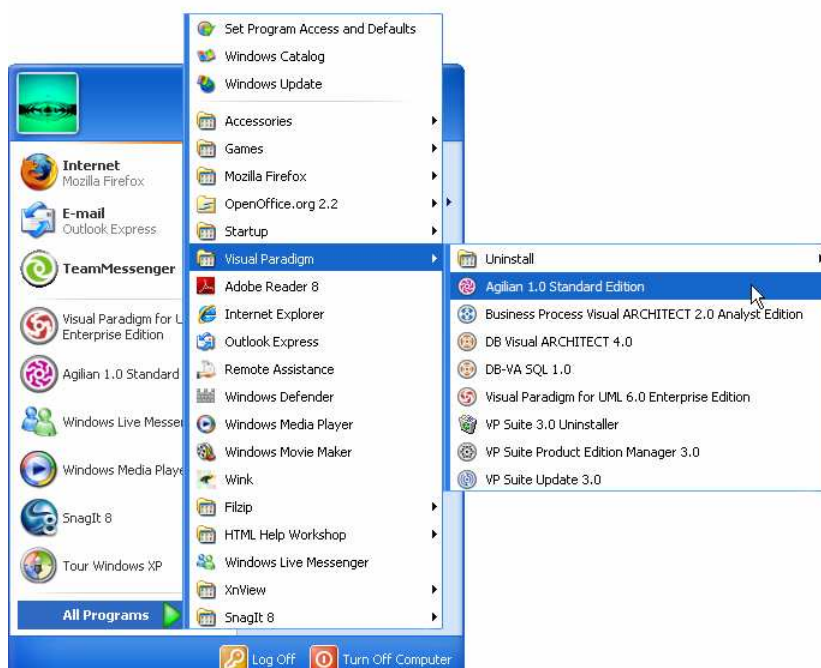 Internet
Mozilla Firefox
E-mail
Outlook Express
TeamMessenger
Visual Paradigm for
Enterprise Edition
Agilian 1.0 Standard
Windows Live
Windows Media
SnagIt 8
Tour Windows XP
All Programs
Set Program Access and Defaults
Windows Catalog
Windows Update
Accessories
Games
Mozilla Firefox
OpenOffice.org 2.2
Startup
Visual Paradigm
Adobe Reader 8
Internet Explorer
Outlook Express
Remote Assistance
Windows Defender
Windows Media Player
Windows Movie Maker
Wink
Filzip
HTML Help Workshop
Windows Live Messenger
XnView
SnagIt 8
Uninstall
Agilian 1.0 Standard Edition
Business Process Visual ARCHITECT 2.0 Analyst Edition
DB Visual ARCHITECT 4.0
DB-VA SQL 1.0
Visual Paradigm for UML 6.0 Enterprise Edition
VP Suite 3.0 Uninstaller
VP Suite Product Edition Manager 3.0
VP Suite Update 3.0
Log Off
Turn Off Computer